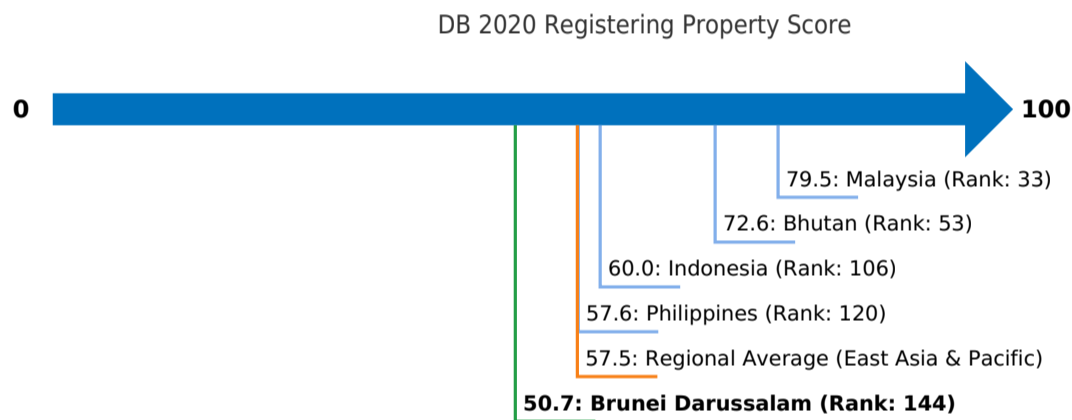 DB 2020 Registering Property Score
0
100
79.5: Malaysia (Rank: 33)
72.6: Bhutan (Rank: 53)
60.0: Indonesia (Rank: 106)
57.6: Philippines (Rank: 120)
57.5: Regional Average (East Asia & Pacific)
50.7: Brunei Darussalam (Rank: 144)